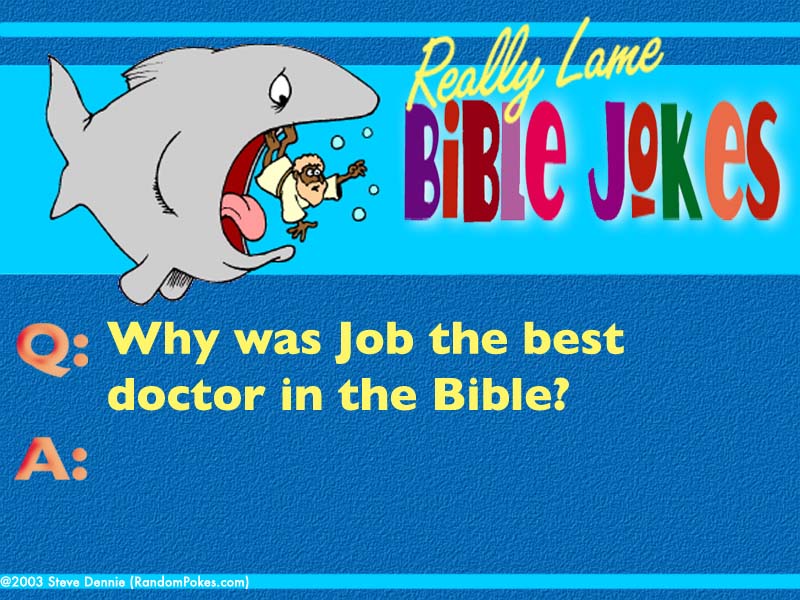 Really Lame
BIBLE JOKES
Q: Why was Job the best
doctor in the Bible?
A:
@2003 Steve Dennie (RandomPokes.com)